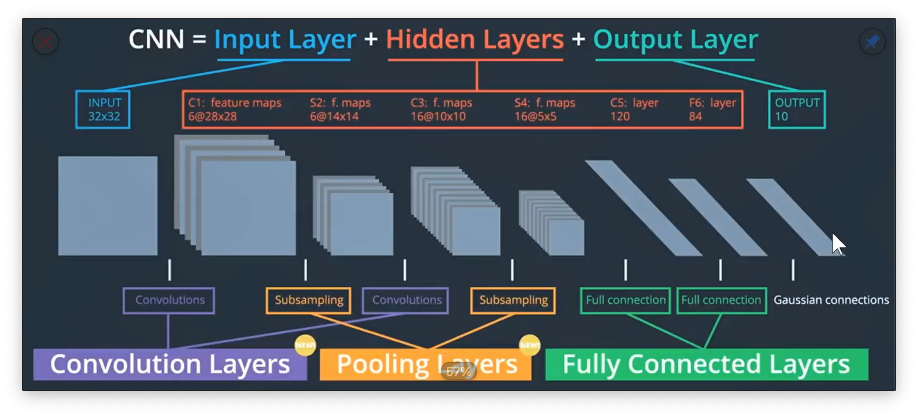 CNN = Input Layer + Hidden Layers + Output Layer
INPUT
32x32
C1: feature maps
6@28x28
S2: f. maps
6@14x14
C3: f. maps
16@10x10
S4: f. maps
16@5x5
C5: layer
120
F6: layer
84
OUTPUT
10
Convolutions
Subsampling
Convolutions
Subsampling
Full connection
Full connection
Gaussian connections
Convolution Layers
NEW!
Pooling Layers
NEW!
Fully Connected Layers
67%